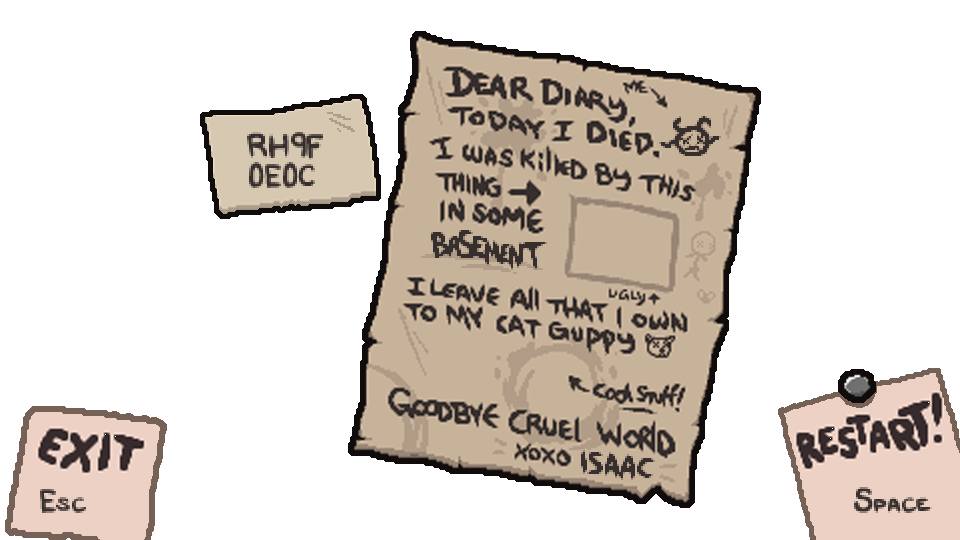 RH9F
0E0C
DEAR DIARY,
ME
TODAY I DIED.
I WAS KILLED BY THIS
THING →
IN SOME
BASEMENT
UGLY ↑
I LEAVE ALL THAT I OWN
TO MY CAT GUPPY
↖ COOL STUFF!
GOODBYE CRUEL WORLD
XOXO ISAAC
EXIT
ESC
RESTART!
SPACE